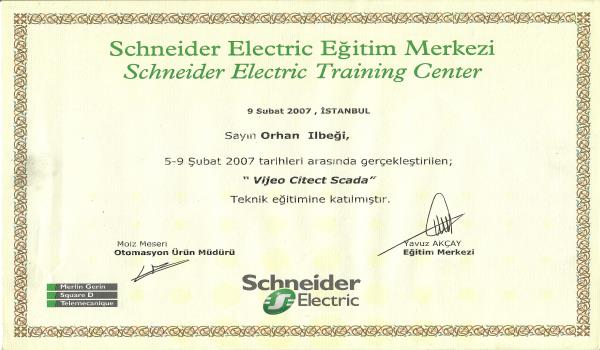 Schneider Electric Eğitim Merkezi
Schneider Electric Training Center
9 Subat 2007 , İSTANBUL
Sayın Orhan Ilbeği,
5-9 Şubat 2007 tarihleri arasında gerçekleştirilen;
“ Vijeo Citect Scada”
Teknik eğitimine katılmıştır.
Moiz Meseri
Otomasyon Ürün Müdürü
Yavuz AKÇAY
Eğitim Merkezi
Merlin Gerin
Square D
Telemecanique
Schneider
Electric